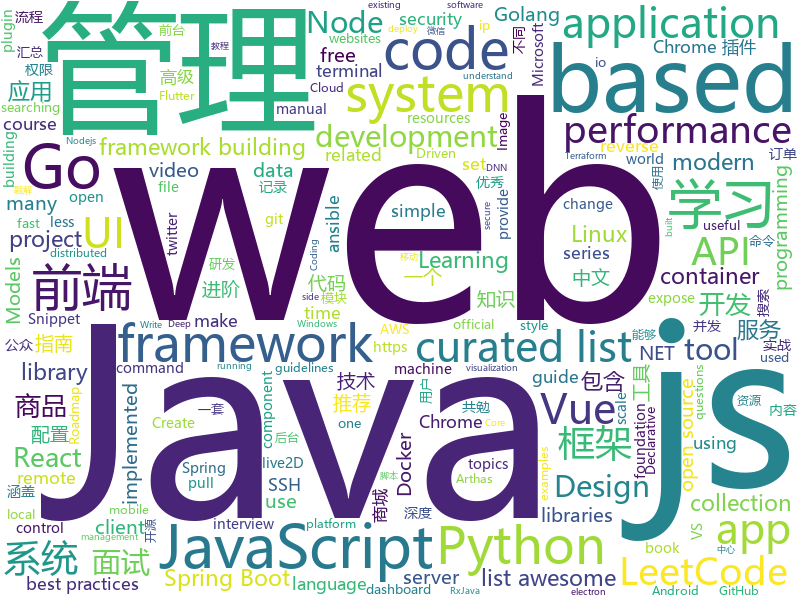 existing
software
流程
前台
微信
ip
Golang
不同
Microsoft
plugin
汇总
权限
websites
Node
security
教程
deploy
高级
free
code
Chrome 插件
io
管理
application
Flutter
Cloud
terminal
应用
system
based
understand
searching
course
manual
resources
framework building
development
performance
Go
web
video
related
Driven
set
Image
reverse
building
Nodejs
data
world
Terraform
DNN
订单
file
记录
优秀
modern
使用
many
open
twitter
git
ansible
simple
provide
change
学习
programming
前端
UI
fast
less
Linux
useful
命令
distributed
project
series
API
Learning
进阶
研发
代码
一个
知识
中文
container
Models
Snippet
make
模块
time
Coding
移动
AWS
official
开发
expose
搜索
Java
js
公众
指南
framework
curated list
style
能够
并发
服务
side
Deep
Windows
https
NET
tool
实战
library
Write
command
machine
guidelines
guide
used
visualization
商品
技术
Vue
包含
工具
内容
一套
running
推荐
Chrome
用户
共勉
scale
资源
配置
Create
component
implemented
Docker
React
foundation
Declarative
open source
questions
Roadmap
框架
topics
one
examples
using
remote
Spring
live2D
商城
Design
app
pull
SSH
深度
Python
涵盖
后台
use
client
Arthas
VS
collection
local
mobile
control
JavaScript
libraries
系统
面试
开源
脚本
interview
server
book
LeetCode
management
Core
best practices
Spring Boot
language
platform
list awesome
secure
built
中心
dashboard
RxJava
electron
Android
GitHub